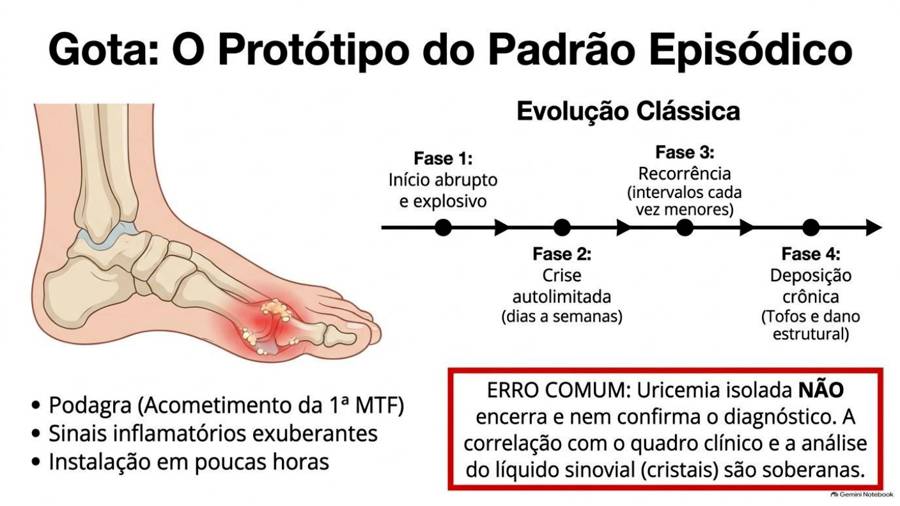 Gota: O Protótipo do Padrão Episódico
Evolução Clássica
Fase 1:
Início abrupto
e explosivo
Fase 2:
Crise
autolimitada
(dias a semanas)
Fase 3:
Recorrência
(intervalos cada
vez menores)
Fase 4:
Deposição
crônica
(Tofos e dano
estrutural)
• Podagra (Acometimento da 1ª MTF)
• Sinais inflamatórios exuberantes
• Instalação em poucas horas
ERRO COMUM: Uricemia isolada NÃO
encerra e nem confirma o diagnóstico. A
correlação com o quadro clínico e a análise
do líquido sinovial (cristais) são soberanas.
Gemini Notebook